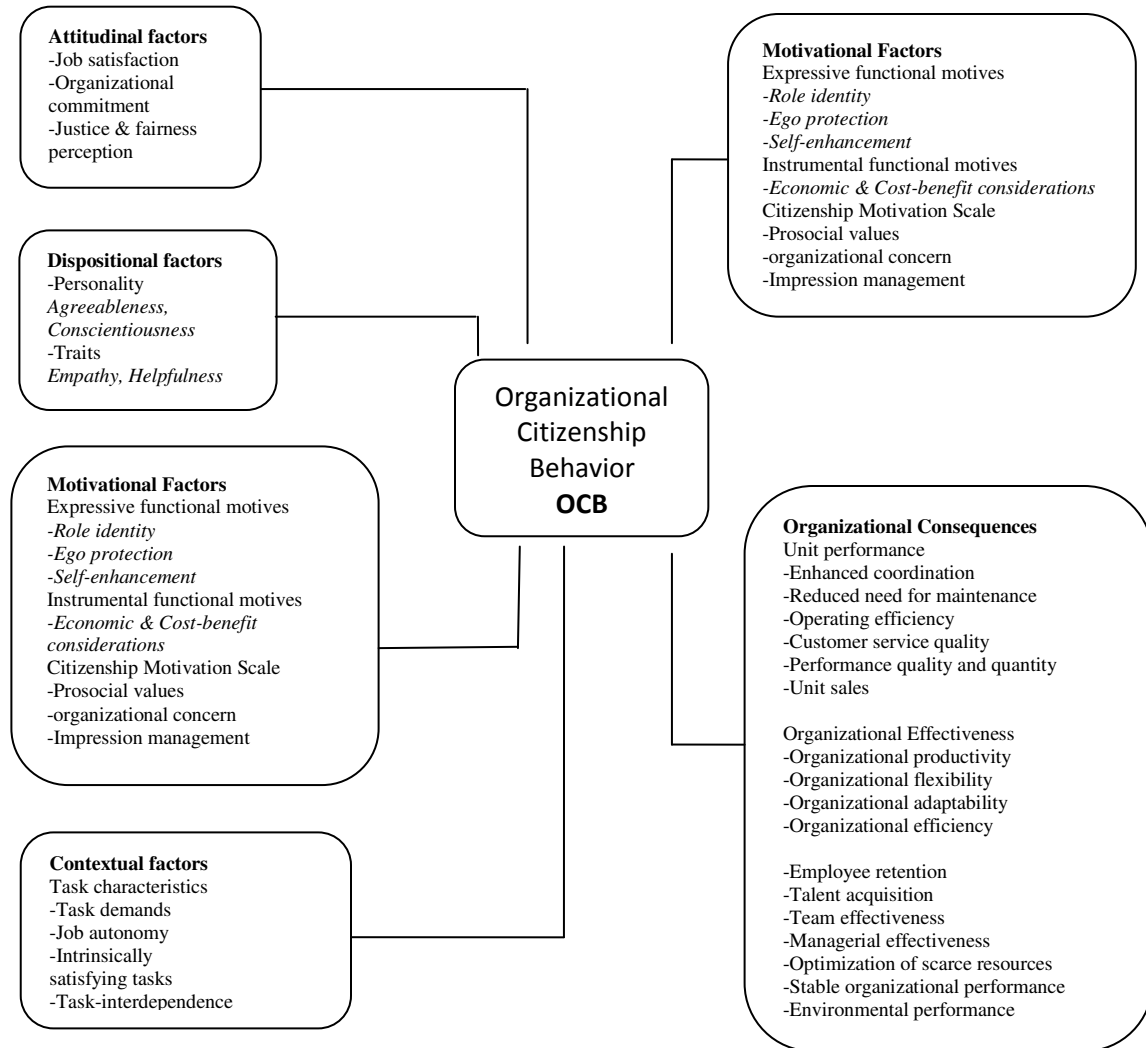 Attitudinal factors
-Job satisfaction
-Organizational
commitment
-Justice & fairness
perception
Dispositional factors
-Personality
Agreeableness,
Conscientiousness
-Traits
Empathy, Helpfulness
Motivational Factors
Expressive functional motives
-Role identity
-Ego protection
-Self-enhancement
Instrumental functional motives
-Economic & Cost-benefit
considerations
Citizenship Motivation Scale
-Prosocial values
-organizational concern
-Impression management
Contextual factors
Task characteristics
-Task demands
-Job autonomy
-Intrinsically
satisfying tasks
-Task-interdependence
Organizational
Citizenship
Behavior
OCB
Motivational Factors
Expressive functional motives
-Role identity
-Ego protection
-Self-enhancement
Instrumental functional motives
-Economic & Cost-benefit considerations
Citizenship Motivation Scale
-Prosocial values
-organizational concern
-Impression management
Organizational Consequences
Unit performance
-Enhanced coordination
-Reduced need for maintenance
-Operating efficiency
-Customer service quality
-Performance quality and quantity
-Unit sales
Organizational Effectiveness
-Organizational productivity
-Organizational flexibility
-Organizational adaptability
-Organizational efficiency
-Employee retention
-Talent acquisition
-Team effectiveness
-Managerial effectiveness
-Optimization of scarce resources
-Stable organizational performance
-Environmental performance